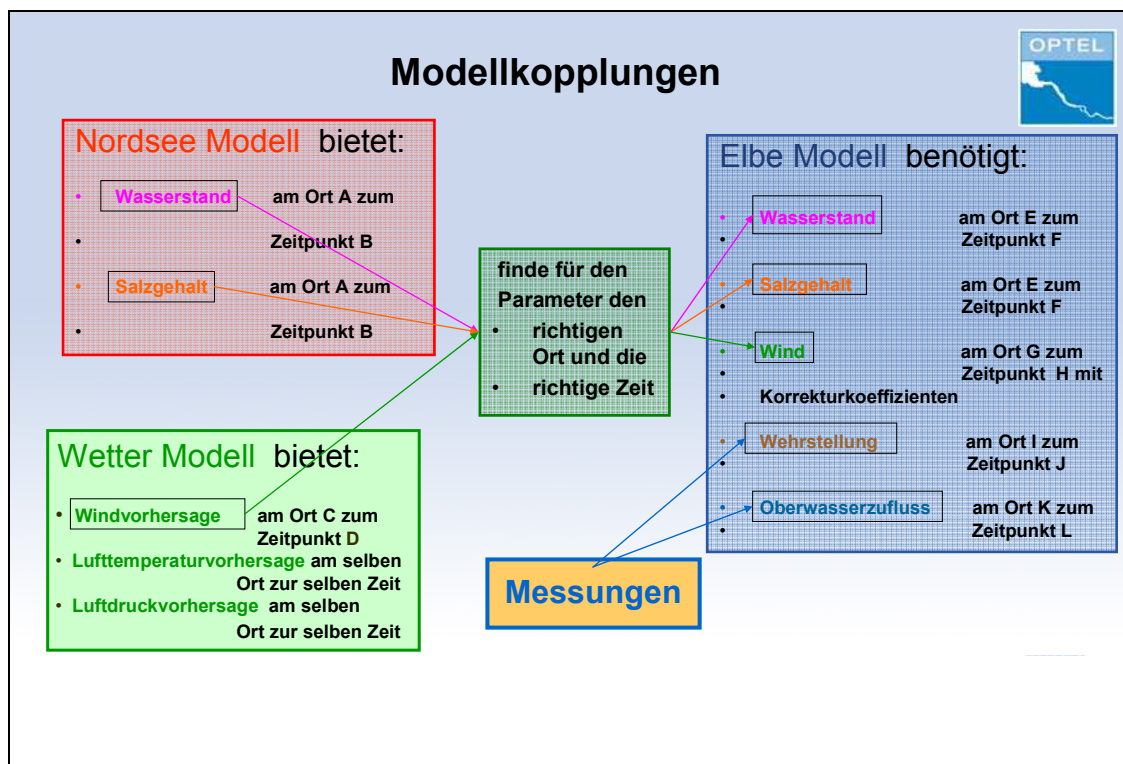 OPTEL
Modellkopplungen
Nordsee Modell bietet:
• Wasserstand am Ort A zum
• Zeitpunkt B
• Salzgehalt am Ort A zum
• Zeitpunkt B
Wetter Modell bietet:
• Windvorhersage am Ort C zum
Zeitpunkt D
• Lufttemperaturvorhersage am selben
Ort zur selben Zeit
• Luftdruckvorhersage am selben
Ort zur selben Zeit
finde für den
Parameter den
• richtigen
Ort und die
• richtige Zeit
Messungen
Elbe Modell benötigt:
• Wasserstand am Ort E zum
• Zeitpunkt F
• Salzgehalt am Ort E zum
• Zeitpunkt F
• Wind am Ort G zum
• Zeitpunkt H mit
• Korrekturkoeffizienten
• Wehrstellung am Ort I zum
• Zeitpunkt J
• Oberwasserzufluss am Ort K zum
• Zeitpunkt L